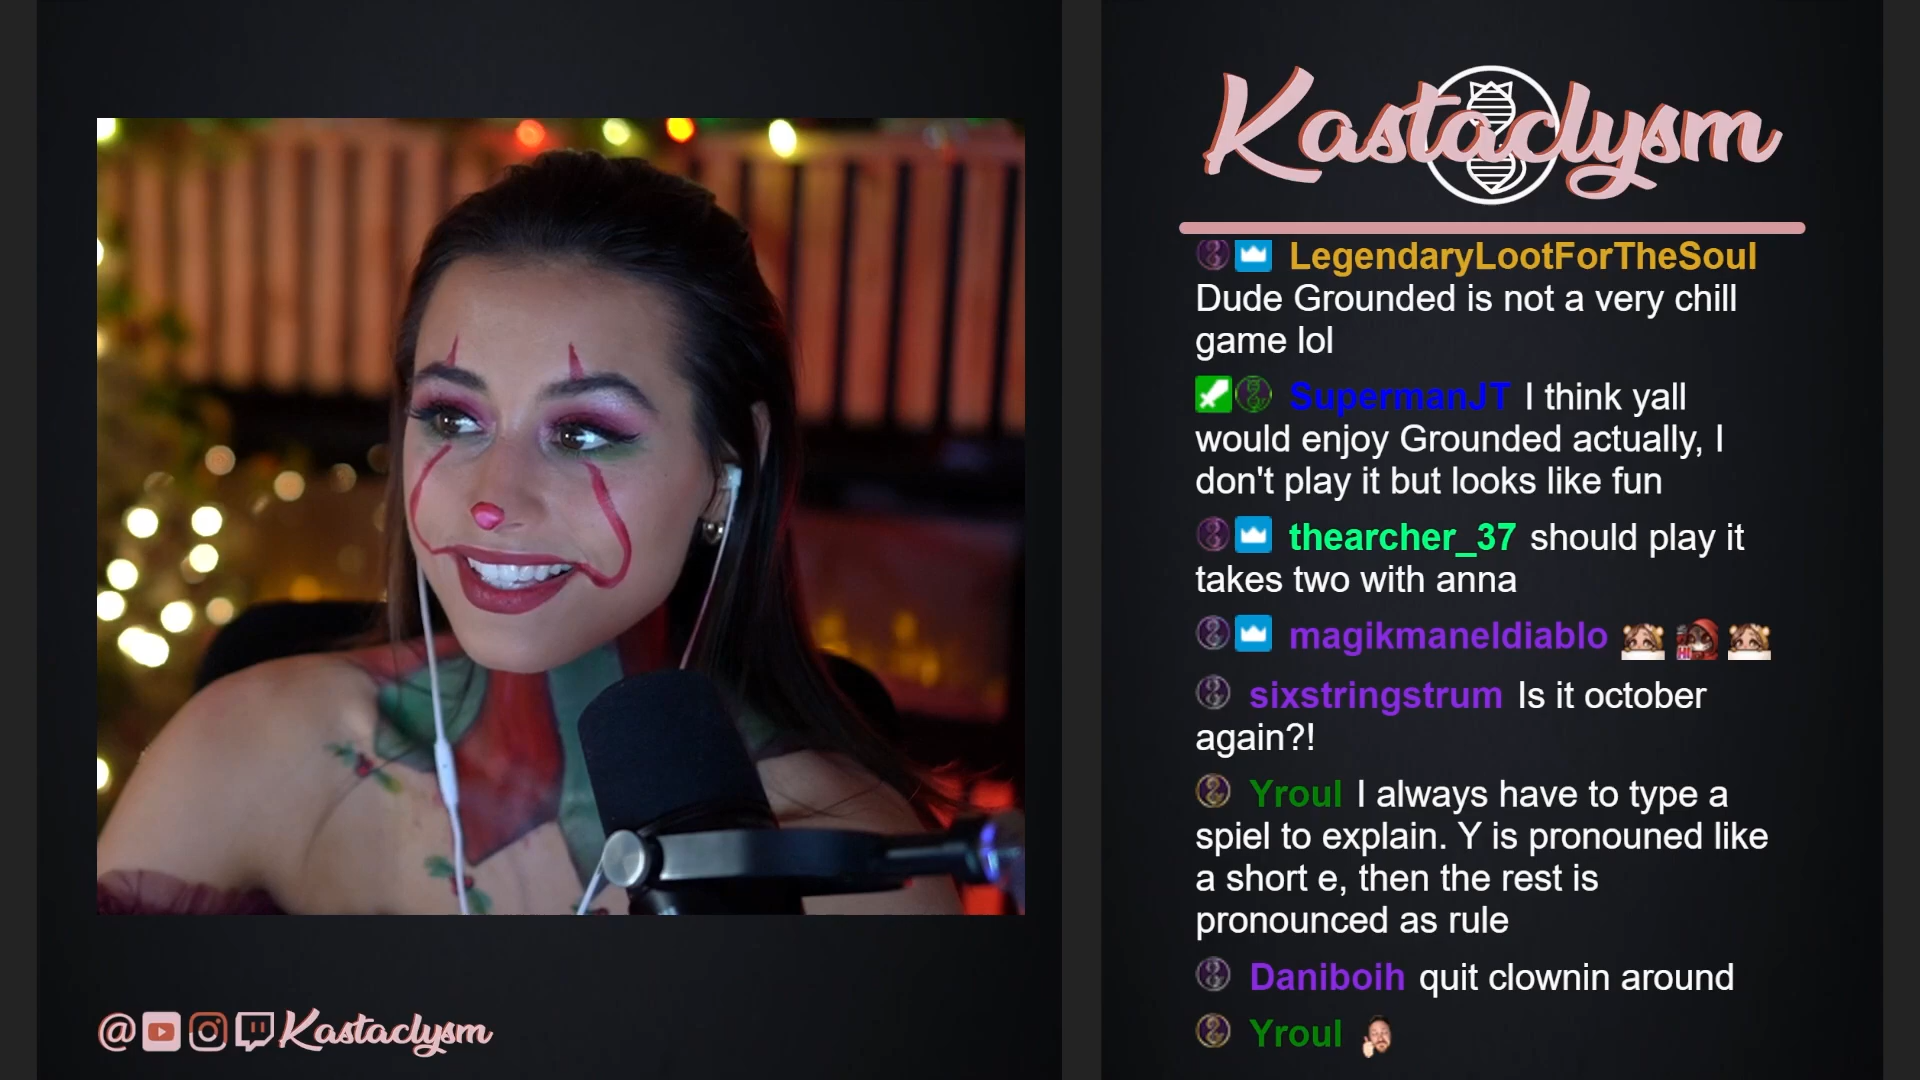 Kastaclysm
LegendaryLootForTheSoul
Dude Grounded is not a very chill
game lol
SupermanJT I think yall
would enjoy Grounded actually, I
don't play it but looks like fun
thearcher_37 should play it
takes two with anna
magikmaneldiablo
sixstringstrum Is it october
again?!
Yroul I always have to type a
spiel to explain. Y is pronouned like
a short e, then the rest is
pronounced as rule
Daniboih quit clownin around
Yroul
@ Kastaclysm